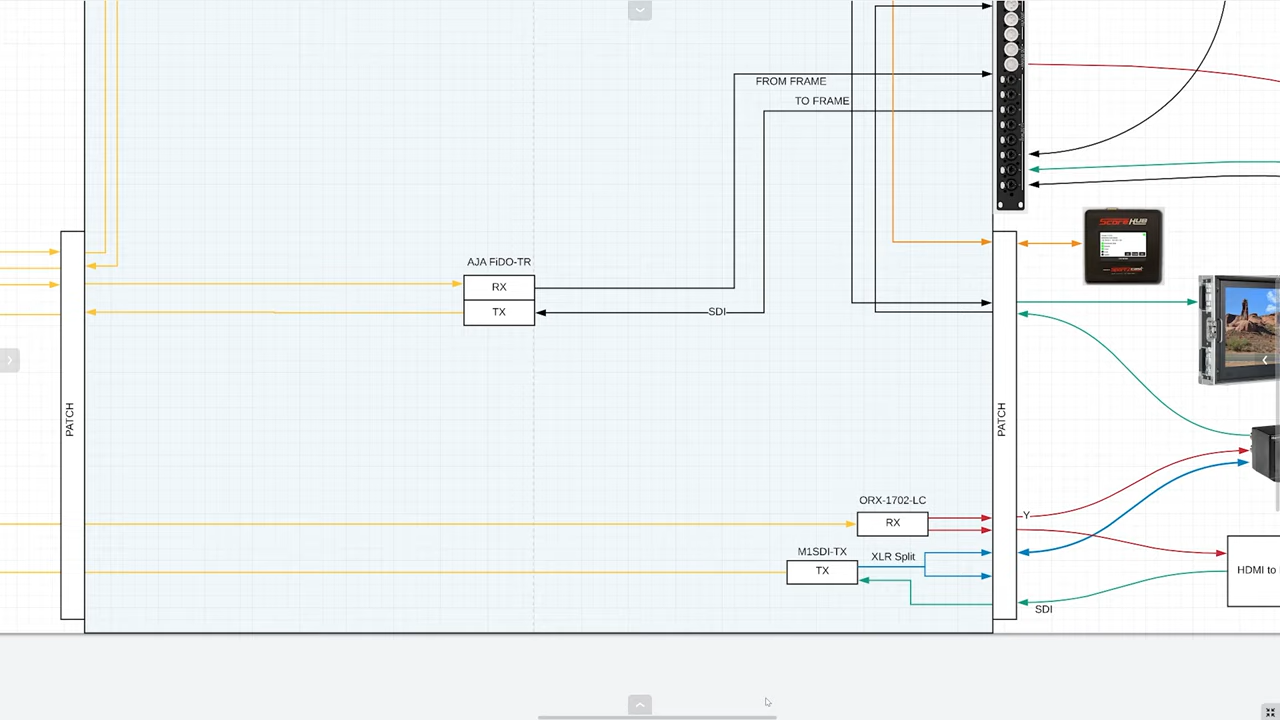 FROM FRAME
TO FRAME
SCOREHUB
AJA FiDO-TR
RX
TX
SDI
PATCH
PATCH
ORX-1702-LC
RX
Y
M1SDI-TX
XLR Split
TX
HDMI to
SDI